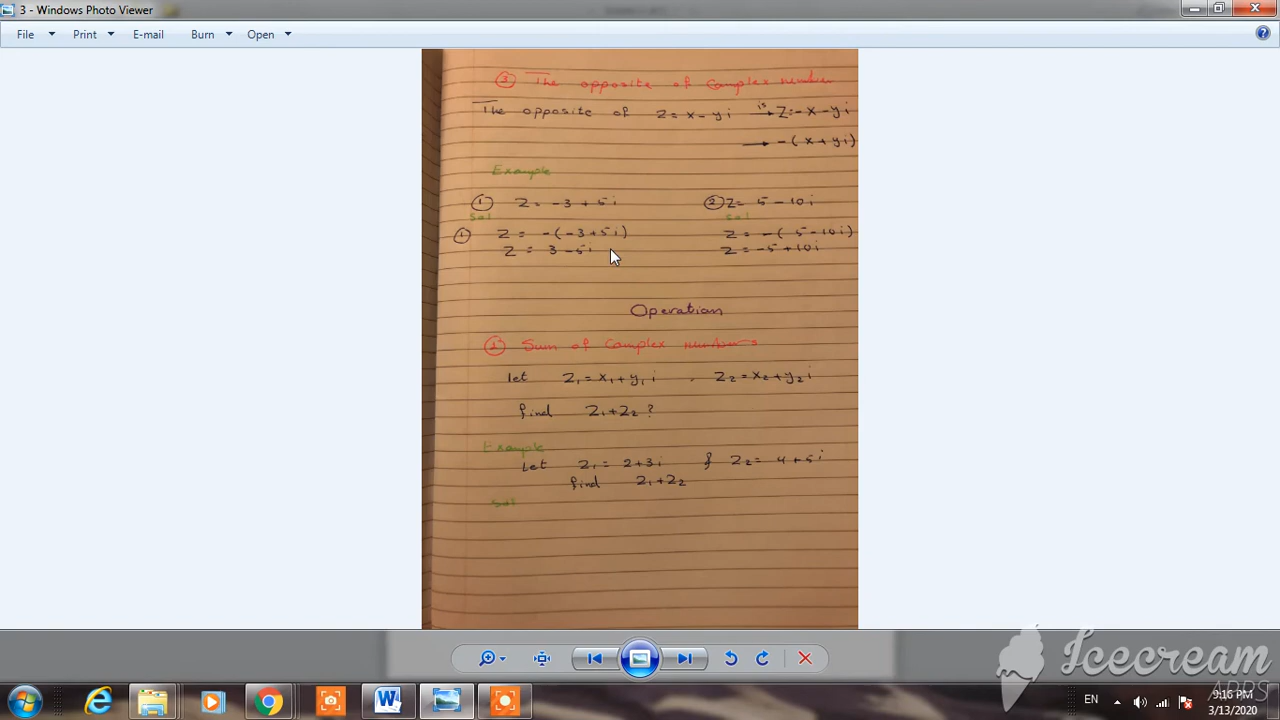 3 - Windows Photo Viewer
File Print E-mail Burn Open
③ The opposite of complex number
The opposite of Z = x - yi is → Z = - x - yi
→ - ( x + yi )
Example
① Z = -3 + 5i ② Z = 5 - 10i
Sol Sol
① Z = - ( -3 + 5i ) Z = - ( 5 - 10i )
Z = 3 - 5i Z = -5 + 10i
Operation
① Sum of complex numbers
let Z₁ = x₁ + y₁ i . Z₂ = x₂ + y₂ i
find Z₁ + Z₂ ?
Example
Let Z₁ = 2 + 3i & Z₂ = 4 + 5i
find Z₁ + Z₂
Sol
Icecream
APPS
EN 9:16 PM
3/13/2020